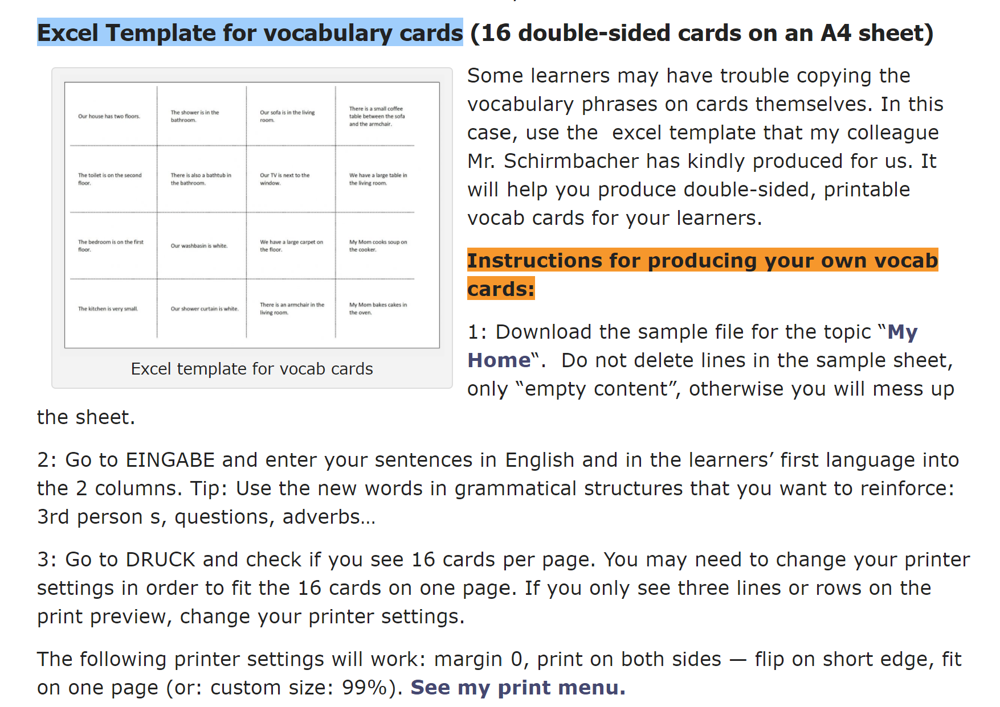 Excel Template for vocabulary cards (16 double-sided cards on an A4 sheet)
Our house has two floors.
The shower is in the
bathroom.
Our sofa is in the living
room.
There is a small coffee
table between the sofa
and the armchair.
The toilet is on the second
floor.
There is also a bathtub in
the bathroom.
Our TV is next to the
window.
We have a large table in
the living room.
The bedroom is on the first
floor.
Our washbasin is white.
We have a large carpet on
the floor.
My Mom cooks soup on
the cooker.
The kitchen is very small.
Our shower curtain is white.
There is an armchair in the
living room.
My Mom bakes cakes in
the oven.
Excel template for vocab cards
Some learners may have trouble copying the
vocabulary phrases on cards themselves. In this
case, use the  excel template that my colleague
Mr. Schirmbacher has kindly produced for us. It
will help you produce double-sided, printable
vocab cards for your learners.
Instructions for producing your own vocab
cards:
1: Download the sample file for the topic “My
Home“.  Do not delete lines in the sample sheet,
only “empty content”, otherwise you will mess up
the sheet.
2: Go to EINGABE and enter your sentences in English and in the learners’ first language into
the 2 columns. Tip: Use the new words in grammatical structures that you want to reinforce:
3rd person s, questions, adverbs…
3: Go to DRUCK and check if you see 16 cards per page. You may need to change your printer
settings in order to fit the 16 cards on one page. If you only see three lines or rows on the
print preview, change your printer settings.
The following printer settings will work: margin 0, print on both sides — flip on short edge, fit
on one page (or: custom size: 99%). See my print menu.